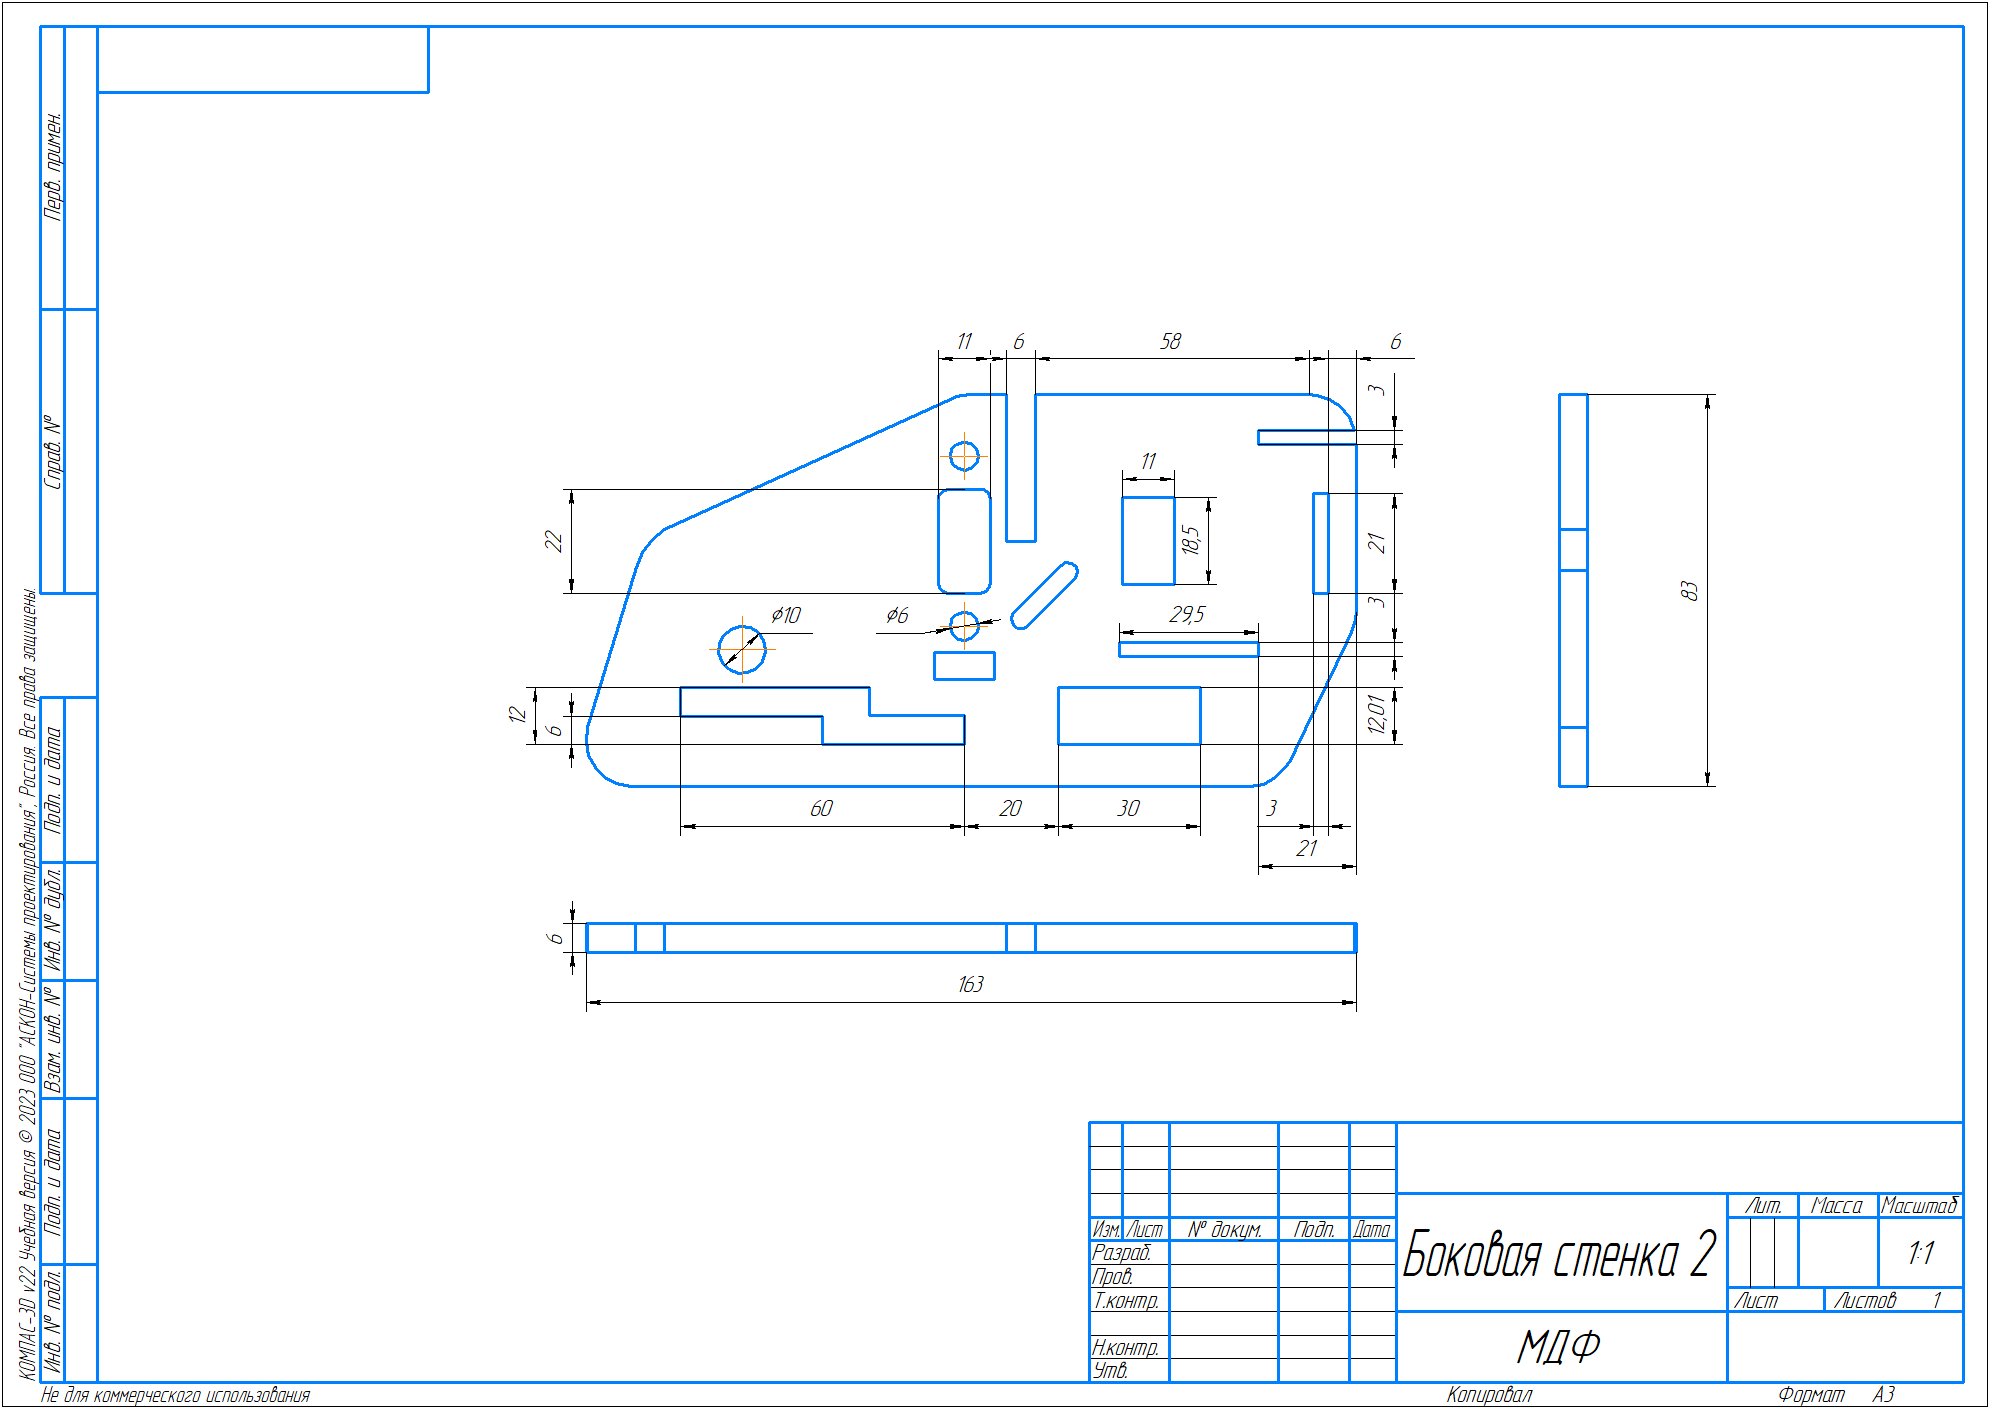 Перв. примен.
Справ. №
Подп. и дата
Инв. № дубл.
Взам. инв. №
Подп. и дата
Инв. № подл.
КОМПАС-3D v22 Учебная версия © 2023 ООО "АСКОН-Системы проектирования", Россия. Все права защищены.
11
6
58
6
3
11
22
18,5
21
3
29,5
⌀10
⌀6
12
6
12,01
60
20
30
3
21
83
6
163
Изм. Лист № докум. Подп. Дата
Разраб.
Пров.
Т.контр.
Н.контр.
Утв.
Боковая стенка 2
МДФ
Лит. Масса Масштаб
1:1
Лист Листов 1
Не для коммерческого использования
Копировал
Формат A3